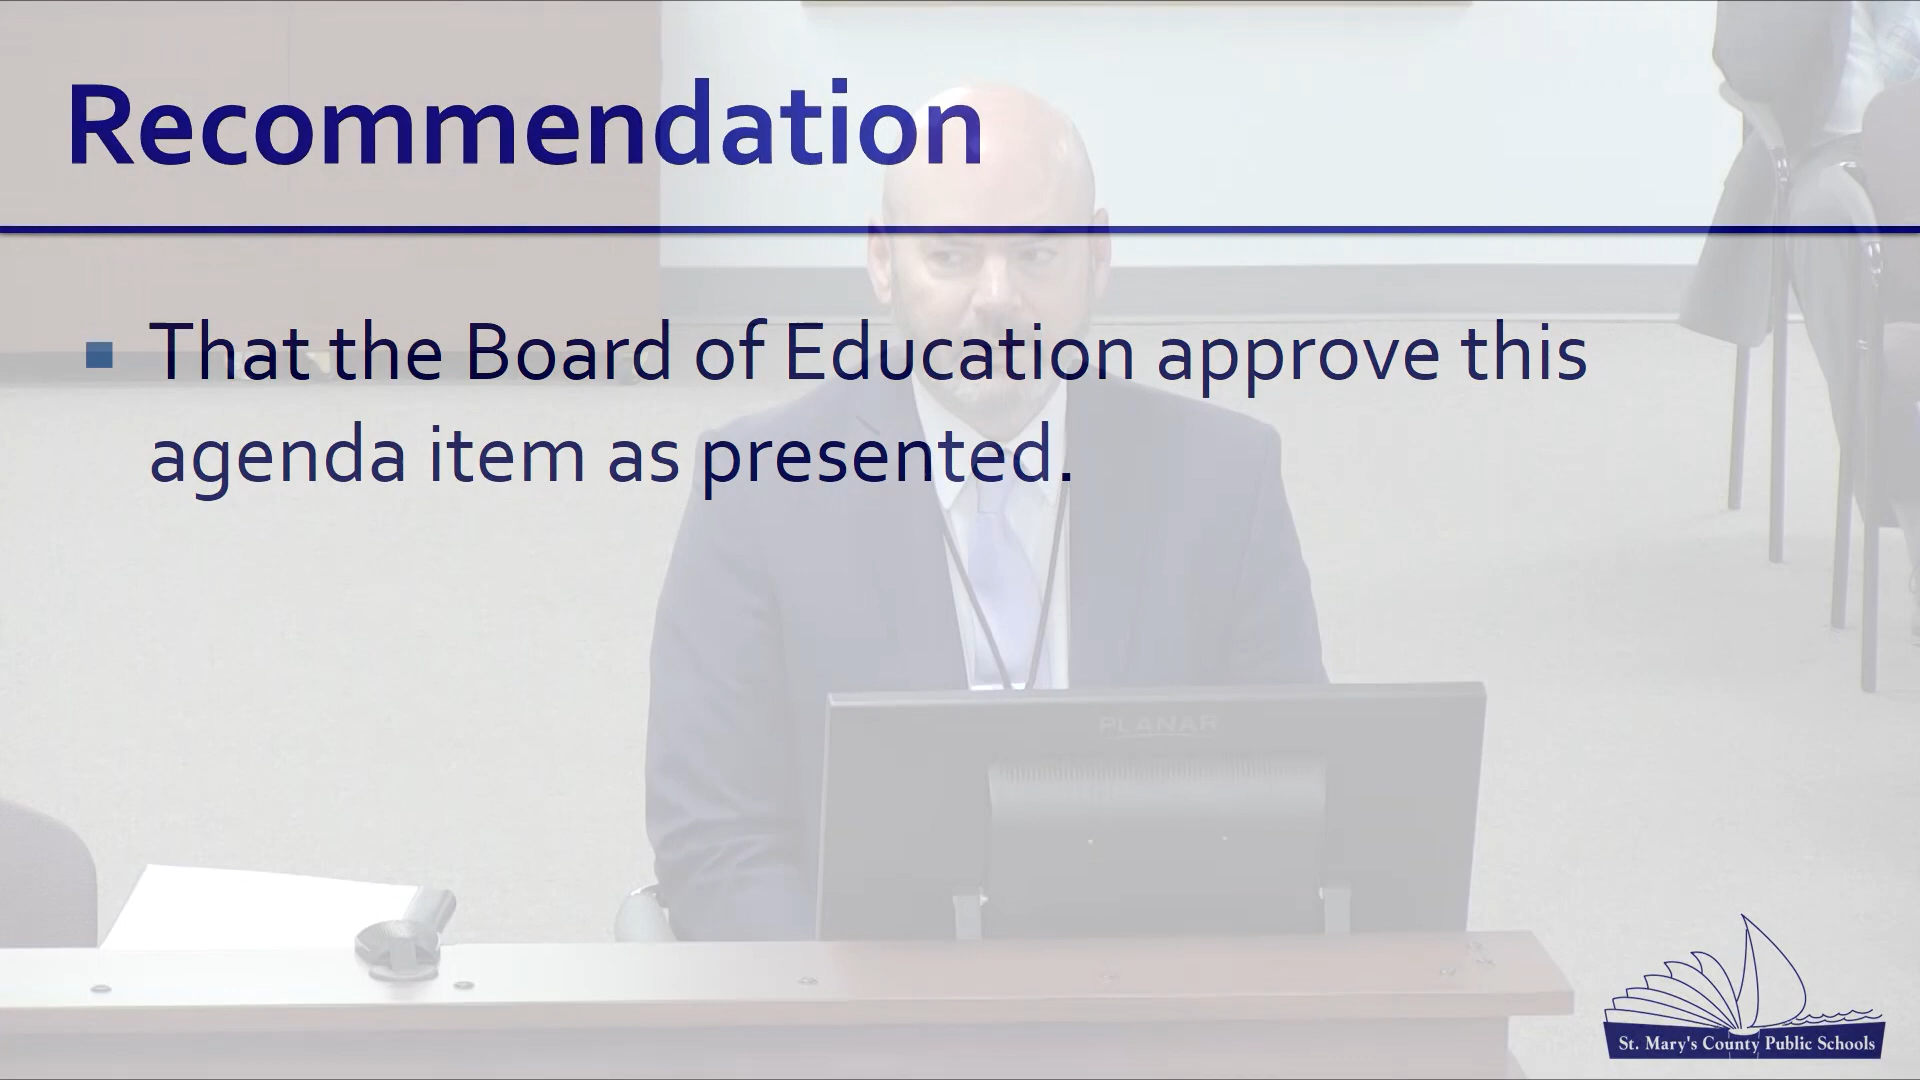 Recommendation
That the Board of Education approve this
agenda item as presented.
PLANAR
St. Mary's County Public Schools